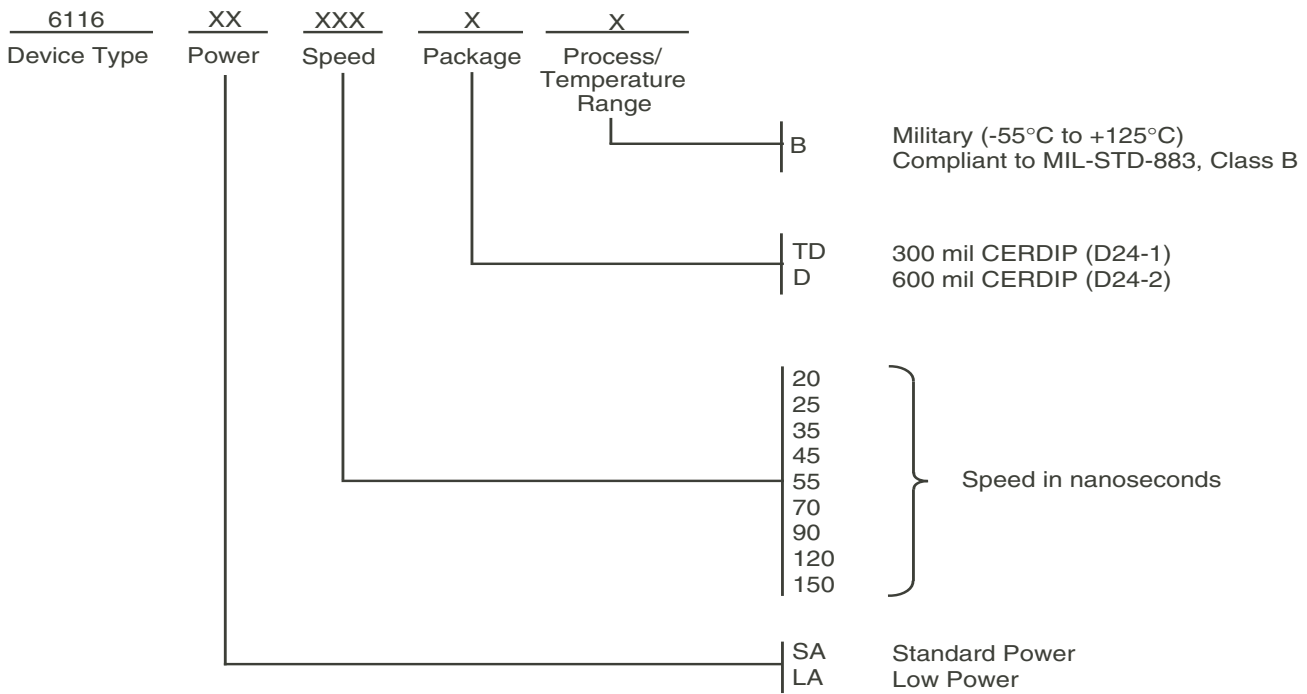 6116 XX XXX X X
Device Type Power Speed Package Process/
Temperature
Range
B Military (-55°C to +125°C)
Compliant to MIL-STD-883, Class B
TD 300 mil CERDIP (D24-1)
D 600 mil CERDIP (D24-2)
20
25
35
45
55 Speed in nanoseconds
70
90
120
150
SA Standard Power
LA Low Power